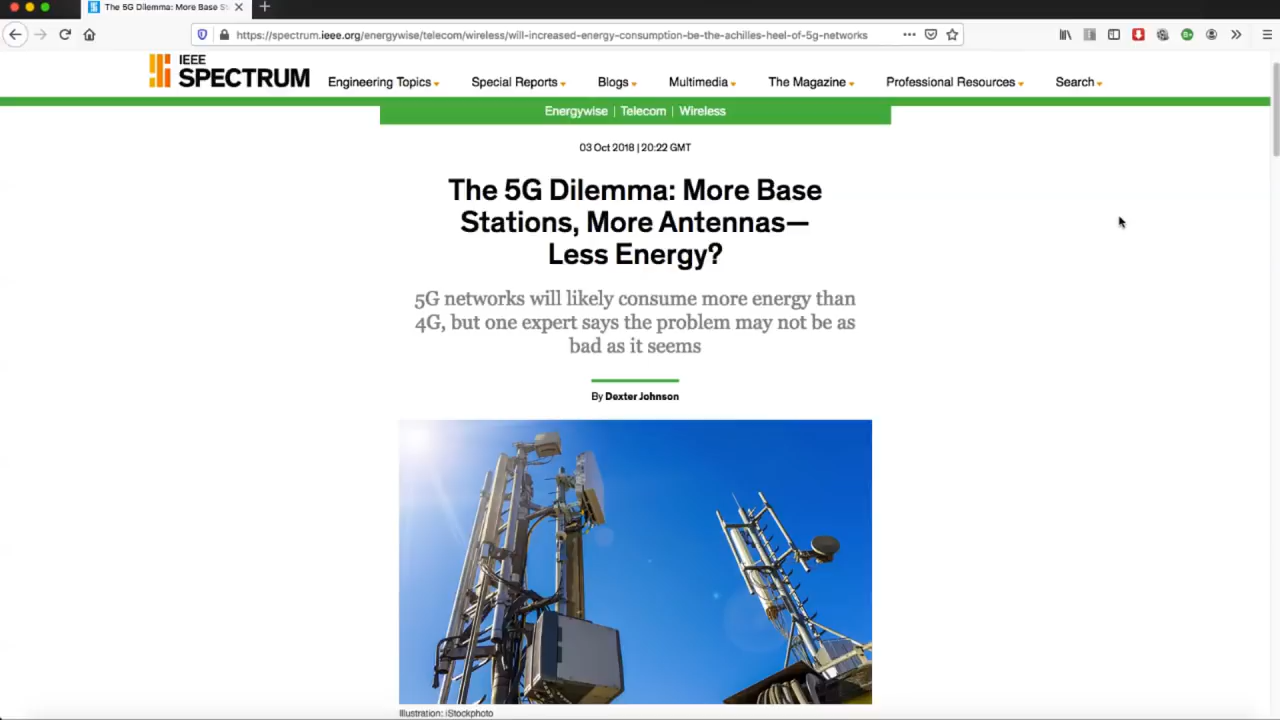 The 5G Dilemma: More Base S
https://spectrum.ieee.org/energywise/telecom/wireless/will-increased-energy-consumption-be-the-achilles-heel-of-5g-networks
IEEE
SPECTRUM
Engineering Topics
Special Reports
Blogs
Multimedia
The Magazine
Professional Resources
Search
Energywise | Telecom | Wireless
03 Oct 2018 | 20:22 GMT
The 5G Dilemma: More Base
Stations, More Antennas—
Less Energy?
5G networks will likely consume more energy than
4G, but one expert says the problem may not be as
bad as it seems
By Dexter Johnson
Illustration: iStockphoto